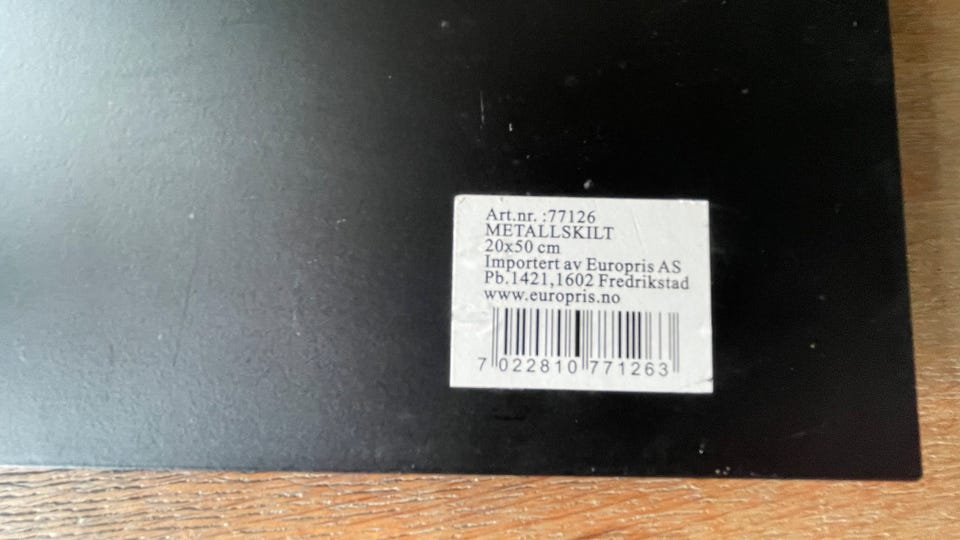 Art.nr. :77126
METALLSKILT
20x50 cm
Importert av Europris AS
Pb.1421,1602 Fredrikstad
www.europris.no
7 022810 771263